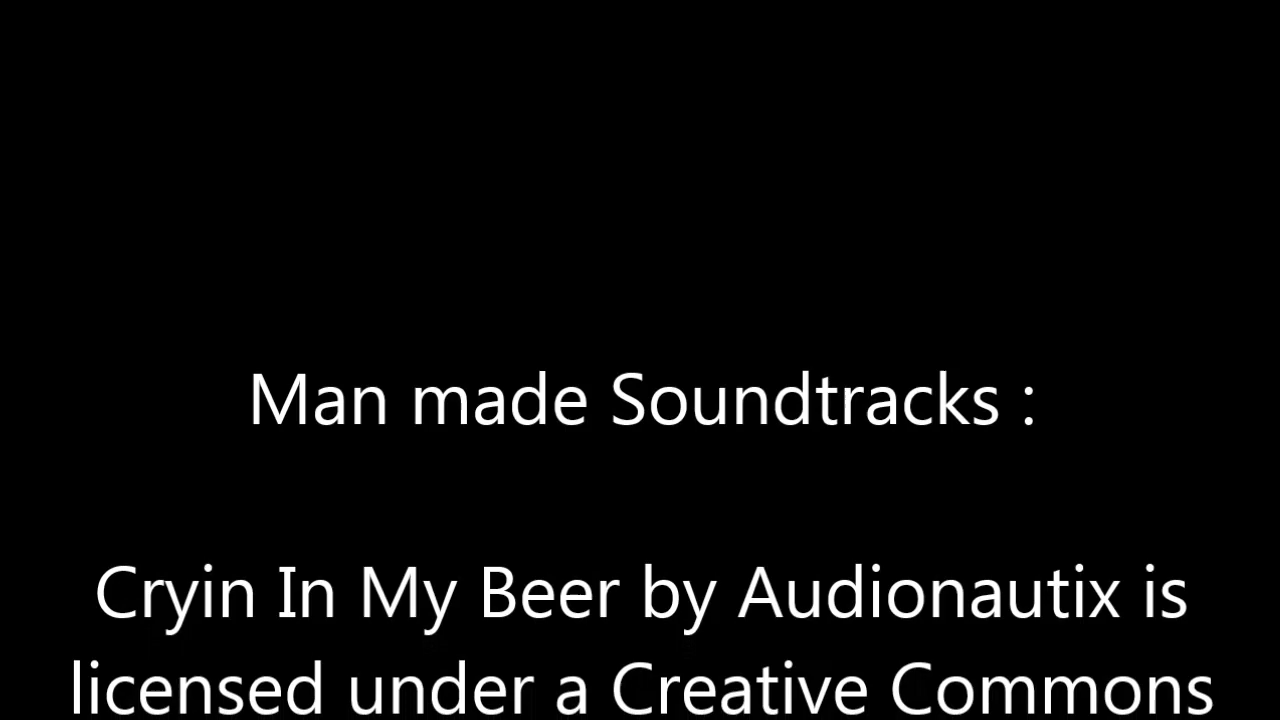 Man made Soundtracks :
Cryin In My Beer by Audionautix is
licensed under a Creative Commons